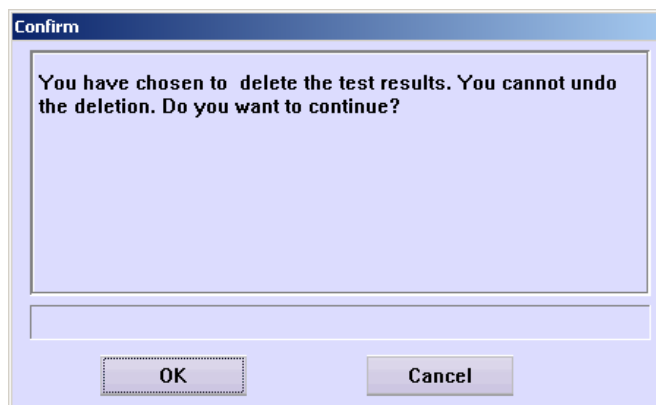 Confirm
You have chosen to  delete the test results. You cannot undo
the deletion. Do you want to continue?
OK
Cancel